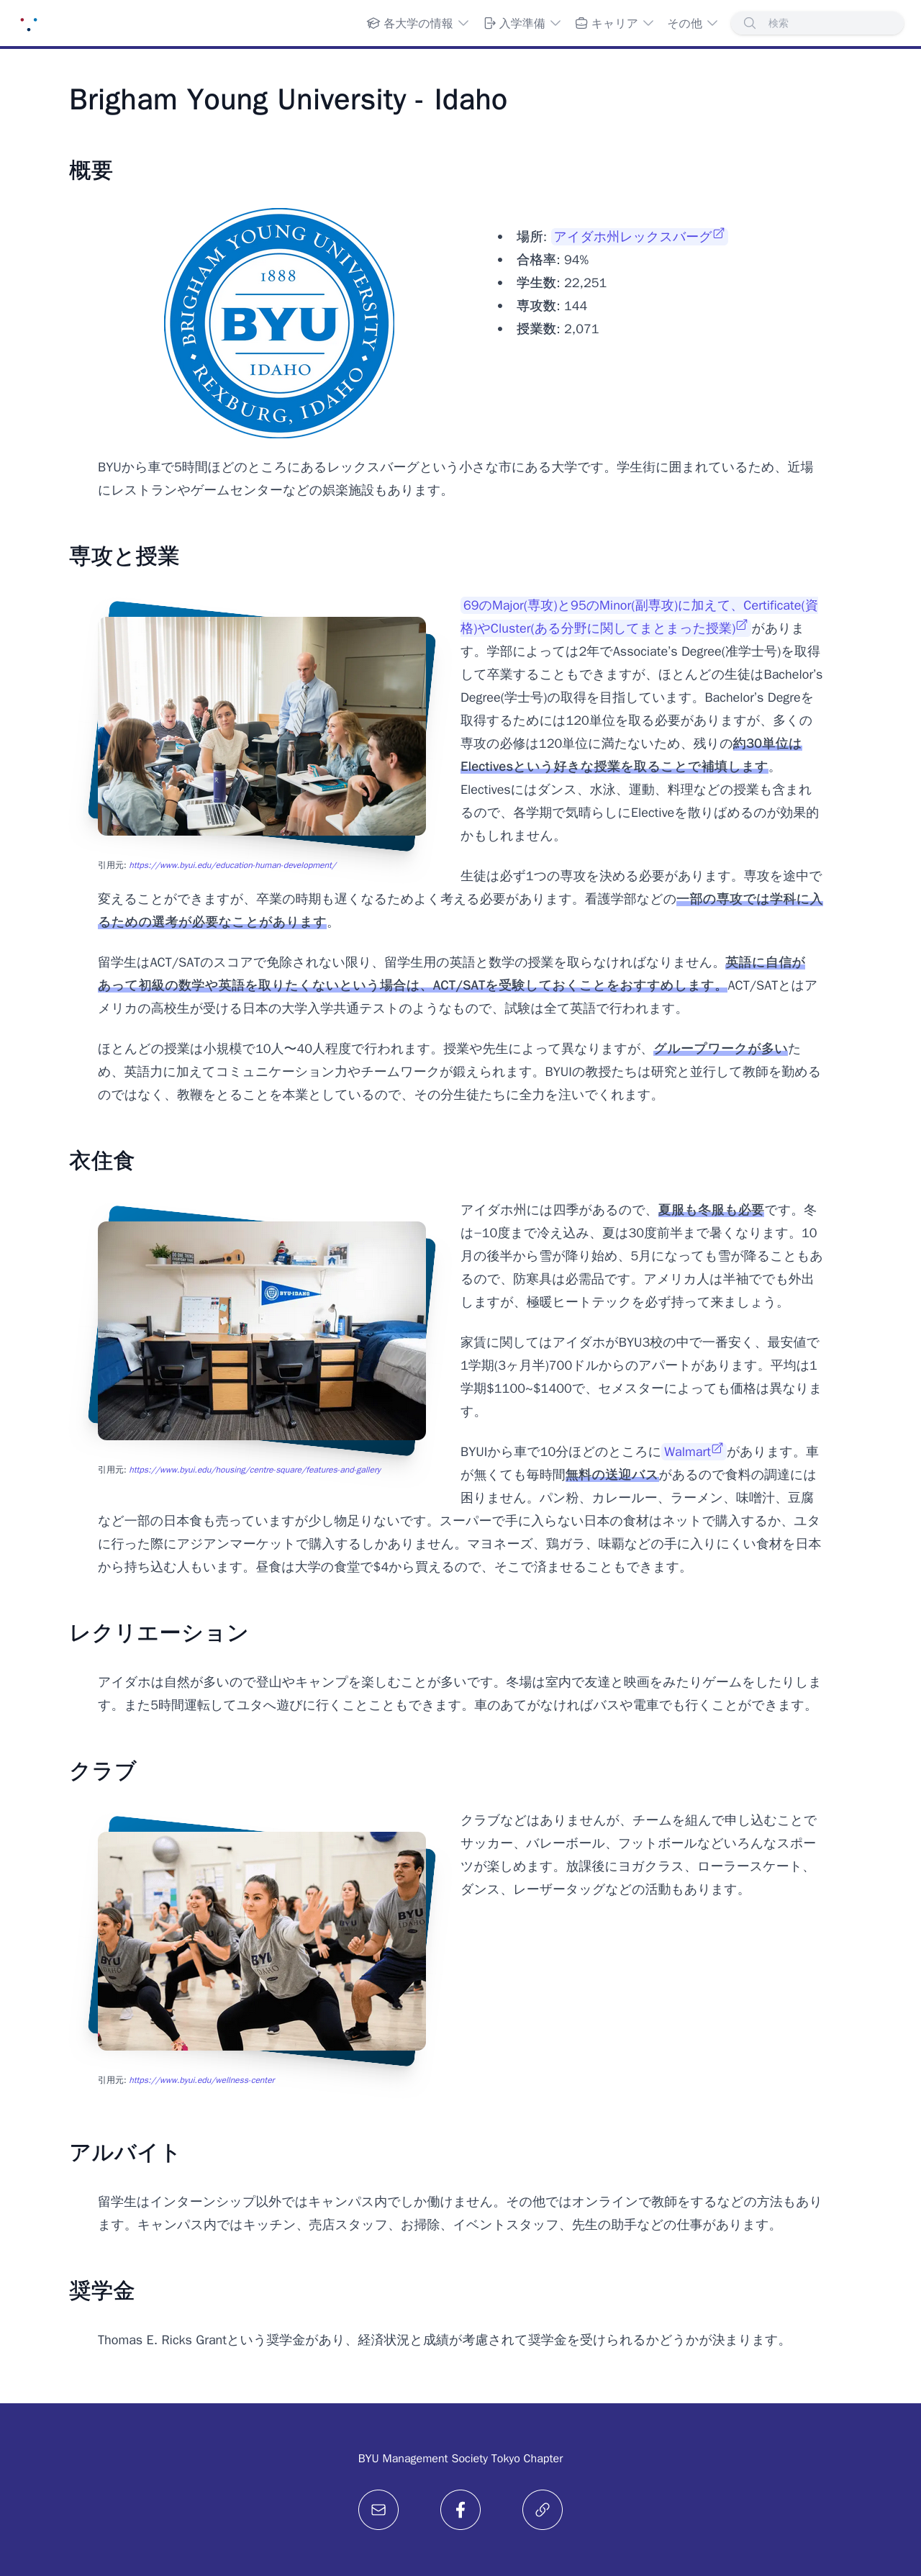 各大学の情報 入学準備 キャリア その他 検索
Brigham Young University - Idaho
概要
BRIGHAM YOUNG UNIVERSITY
1888
BYU
IDAHO
REXBURG, IDAHO
場所: アイダホ州レックスバーグ
合格率: 94%
学生数: 22,251
専攻数: 144
授業数: 2,071
BYUから車で5時間ほどのところにあるレックスバーグという小さな市にある大学です。学生街に囲まれているため、近場
にレストランやゲームセンターなどの娯楽施設もあります。
専攻と授業
69のMajor(専攻)と95のMinor(副専攻)に加えて、Certificate(資
格)やCluster(ある分野に関してまとまった授業)がありま
す。学部によっては2年でAssociate's Degree(准学士号)を取得
して卒業することもできますが、ほとんどの生徒はBachelor's
Degree(学士号)の取得を目指しています。Bachelor's Degreを
取得するためには120単位を取る必要がありますが、多くの
専攻の必修は120単位に満たないため、残りの約30単位は
Electivesという好きな授業を取ることで補填します。
Electivesにはダンス、水泳、運動、料理などの授業も含まれ
るので、各学期で気晴らしにElectiveを散りばめるのが効果的
かもしれません。
引用元: https://www.byui.edu/education-human-development/
生徒は必ず1つの専攻を決める必要があります。専攻を途中で
変えることができますが、卒業の時期も遅くなるためよく考える必要があります。看護学部などの一部の専攻では学科に入
るための選考が必要なことがあります。
留学生はACT/SATのスコアで免除されない限り、留学生用の英語と数学の授業を取らなければなりません。英語に自信が
あって初級の数学や英語を取りたくないという場合は、ACT/SATを受験しておくことをおすすめします。ACT/SATとはア
メリカの高校生が受ける日本の大学入学共通テストのようなもので、試験は全て英語で行われます。
ほとんどの授業は小規模で10人〜40人程度で行われます。授業や先生によって異なりますが、グループワークが多いた
め、英語力に加えてコミュニケーション力やチームワークが鍛えられます。BYUIの教授たちは研究と並行して教師を勤める
のではなく、教鞭をとることを本業としているので、その分生徒たちに全力を注いでくれます。
衣住食
BYU-IDAHO
アイダホ州には四季があるので、夏服も冬服も必要です。冬
は−10度まで冷え込み、夏は30度前半まで暑くなります。10
月の後半から雪が降り始め、5月になっても雪が降ることもあ
るので、防寒具は必需品です。アメリカ人は半袖ででも外出
しますが、極暖ヒートテックを必ず持って来ましょう。
家賃に関してはアイダホがBYU3校の中で一番安く、最安値で
1学期(3ヶ月半)700ドルからのアパートがあります。平均は1
学期$1100~$1400で、セメスターによっても価格は異なりま
す。
引用元: https://www.byui.edu/housing/centre-square/features-and-gallery
BYUIから車で10分ほどのところにWalmartがあります。車
が無くても毎時間無料の送迎バスがあるので食料の調達には
困りません。パン粉、カレールー、ラーメン、味噌汁、豆腐
など一部の日本食も売っていますが少し物足りないです。スーパーで手に入らない日本の食材はネットで購入するか、ユタ
に行った際にアジアンマーケットで購入するしかありません。マヨネーズ、鶏ガラ、味覇などの手に入りにくい食材を日本
から持ち込む人もいます。昼食は大学の食堂で$4から買えるので、そこで済ませることもできます。
レクリエーション
アイダホは自然が多いので登山やキャンプを楽しむことが多いです。冬場は室内で友達と映画をみたりゲームをしたりしま
す。また5時間運転してユタへ遊びに行くことこともできます。車のあてがなければバスや電車でも行くことができます。
クラブ
BYU
IDAHO
クラブなどはありませんが、チームを組んで申し込むことで
サッカー、バレーボール、フットボールなどいろんなスポー
ツが楽しめます。放課後にヨガクラス、ローラースケート、
ダンス、レーザータッグなどの活動もあります。
引用元: https://www.byui.edu/wellness-center
アルバイト
留学生はインターンシップ以外ではキャンパス内でしか働けません。その他ではオンラインで教師をするなどの方法もあり
ます。キャンパス内ではキッチン、売店スタッフ、お掃除、イベントスタッフ、先生の助手などの仕事があります。
奨学金
Thomas E. Ricks Grantという奨学金があり、経済状況と成績が考慮されて奨学金を受けられるかどうかが決まります。
BYU Management Society Tokyo Chapter